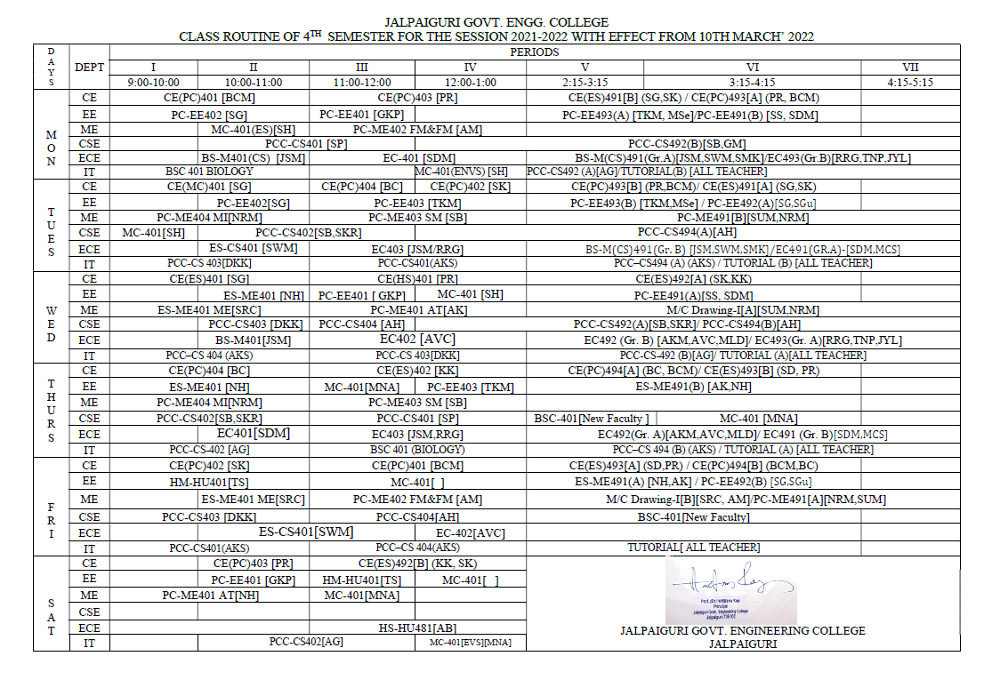 JALPAIGURI GOVT. ENGG. COLLEGE
CLASS ROUTINE OF 4TH SEMESTER FOR THE SESSION 2021-2022 WITH EFFECT FROM 10TH MARCH' 2022
DAYS DEPT PERIODS
I II III IV V VI VII
9:00-10:00 10:00-11:00 11:00-12:00 12:00-1:00 2:15-3:15 3:15-4:15 4:15-5:15
MON
CE CE(PC)401 [BCM] CE(PC)403 [PR] CE(ES)491[B] (SG,SK) / CE(PC)493[A] (PR, BCM)
EE PC-EE402 [SG] PC-EE401 [GKP] PC-EE493(A) [TKM, MSe]/PC-EE491(B) [SS, SDM]
ME MC-401(ES)[SH] PC-ME402 FM&FM [AM]
CSE PCC-CS401 [SP] PCC-CS492(B)[SB,GM]
ECE BS-M401(CS) [JSM] EC-401 [SDM] BS-M(CS)491(Gr.A)[JSM,SWM,SMK]/EC493(Gr.B)[RRG,TNP,JYL]
IT BSC 401 BIOLOGY MC-401(ENVS) [SH] PCC-CS492 (A)[AG]/TUTORIAL(B) [ALL TEACHER]
TUES
CE CE(MC)401 [SG] CE(PC)404 [BC] CE(PC)402 [SK] CE(PC)493[B] (PR,BCM)/ CE(ES)491[A] (SG,SK)
EE PC-EE402[SG] PC-EE403 [TKM] PC-EE493(B) [TKM,MSe] / PC-EE492(A)[SG,SGu]
ME PC-ME404 MI[NRM] PC-ME403 SM [SB] PC-ME491[B][SUM,NRM]
CSE MC-401[SH] PCC-CS402[SB,SKR] PCC-CS494(A)[AH]
ECE ES-CS401 [SWM] EC403 [JSM/RRG] BS-M(CS)491(Gr. B) [JSM,SWM,SMK]/EC491(GR.A)-[SDM,MCS]
IT PCC-CS 403[DKK] PCC-CS401(AKS) PCC–CS494 (A) (AKS) / TUTORIAL (B) [ALL TEACHER]
WED
CE CE(ES)401 [SG] CE(HS)401 [PR] CE(ES)492[A] (SK,KK)
EE ES-ME401 [NH] PC-EE401 [ GKP] MC-401 [SH] PC-EE491(A)[SS, SDM]
ME ES-ME401 ME[SRC] PC-ME401 AT[AK] M/C Drawing-I[A][SUM,NRM]
CSE PCC-CS403 [DKK] PCC-CS404 [AH] PCC-CS492(A)[SB,SKR]/ PCC-CS494(B)[AH]
ECE BS-M401[JSM] EC402 [AVC] EC492 (Gr. B) [AKM,AVC,MLD]/ EC493(Gr. A)[RRG,TNP,JYL]
IT PCC–CS 404 (AKS) PCC-CS 403[DKK] PCC-CS-492 (B)[AG]/ TUTORIAL (A)[ALL TEACHER]
THURS
CE CE(PC)404 [BC] CE(ES)402 [KK] CE(PC)494[A] (BC, BCM)/ CE(ES)493[B] (SD, PR)
EE ES-ME401 [NH] MC-401[MNA] PC-EE403 [TKM] ES-ME491(B) [AK,NH]
ME PC-ME404 MI[NRM] PC-ME403 SM [SB]
CSE PCC-CS402[SB,SKR] PCC-CS401 [SP] BSC-401[New Faculty ] MC-401 [MNA]
ECE EC401[SDM] EC403 [JSM,RRG] EC492(Gr. A)[AKM,AVC,MLD]/ EC491 (Gr. B)[SDM,MCS]
IT PCC-CS-402 [AG] BSC 401 (BIOLOGY) PCC–CS 494 (B) (AKS) / TUTORIAL (A) [ALL TEACHER]
FRI
CE CE(PC)402 [SK] CE(PC)401 [BCM] CE(ES)493[A] (SD,PR) / CE(PC)494[B] (BCM,BC)
EE HM-HU401[TS] MC-401[ ] ES-ME491(A) [NH,AK] / PC-EE492(B) [SG,SGu]
ME ES-ME401 ME[SRC] PC-ME402 FM&FM [AM] M/C Drawing-I[B][SRC, AM]/PC-ME491[A][NRM,SUM]
CSE PCC-CS403 [DKK] PCC-CS404[AH] BSC-401[New Faculty]
ECE ES-CS401[SWM] EC-402[AVC]
IT PCC-CS401(AKS) PCC–CS 404(AKS) TUTORIAL[ ALL TEACHER]
SAT
CE CE(PC)403 [PR] CE(ES)492[B] (KK, SK)
EE PC-EE401 [GKP] HM-HU401[TS] MC-401[ ]
ME PC-ME401 AT[NH] MC-401[MNA]
CSE
ECE HS-HU481[AB]
IT PCC-CS402[AG] MC-401[EVS][MNA]
Principal
Jalpaiguri Govt. Engineering College
Jalpaiguri-735102
JALPAIGURI GOVT. ENGINEERING COLLEGE
JALPAIGURI